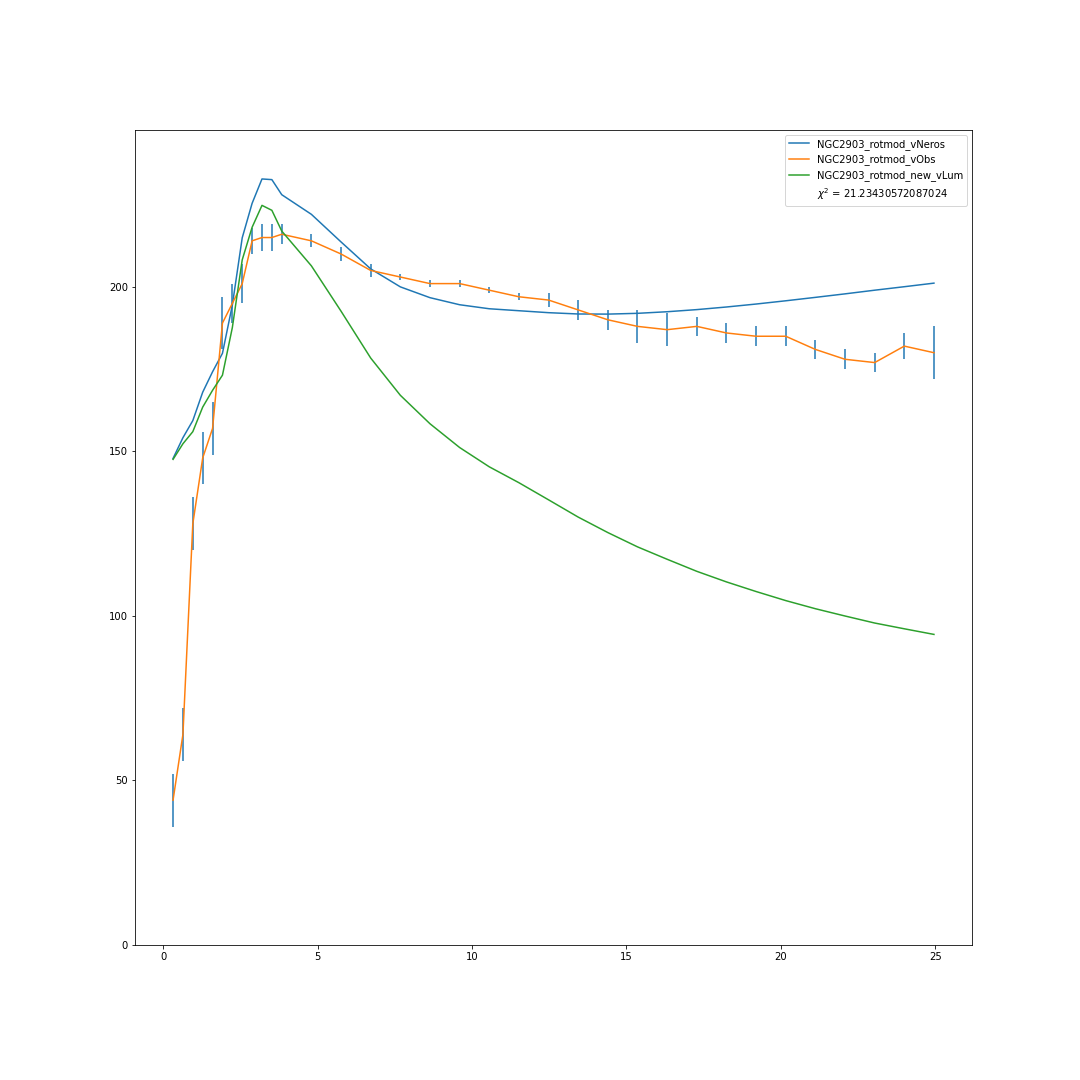 NGC2903_rotmod_vNeros
NGC2903_rotmod_vObs
NGC2903_rotmod_new_vLum
χ² = 21.23430572087024
200
150
100
50
0
0 5 10 15 20 25